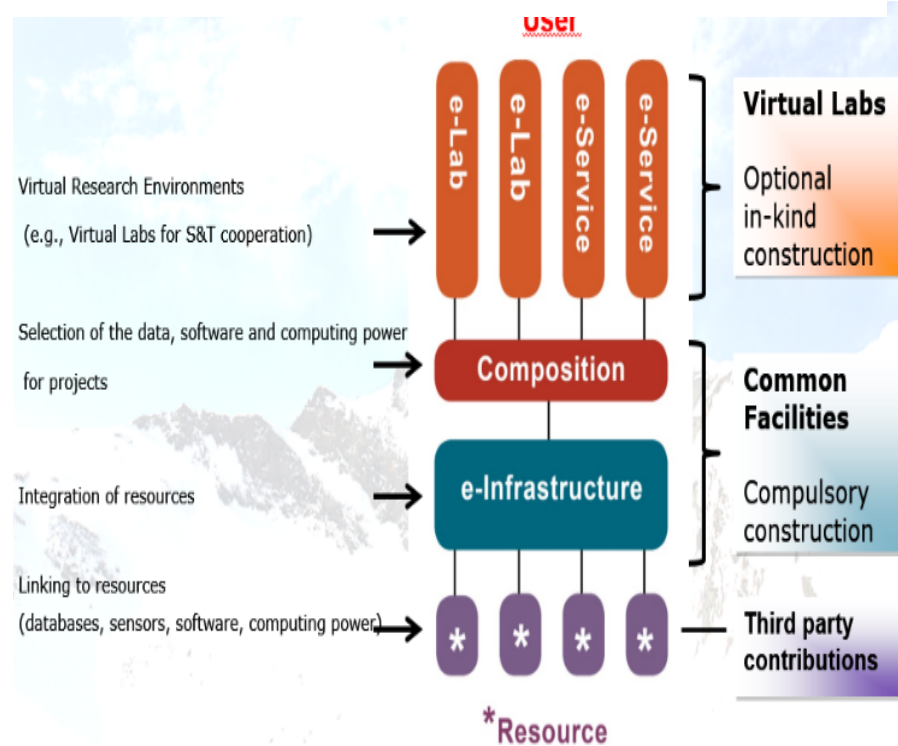 User
e-Lab
e-Lab
e-Service
e-Service
Virtual Labs
Optional
in-kind
construction
Virtual Research Environments
(e.g., Virtual Labs for S&T cooperation)
Selection of the data, software and computing power
for projects
Composition
Common
Facilities
Compulsory
construction
Integration of resources
e-Infrastructure
Linking to resources
(databases, sensors, software, computing power)
* * * *
Third party
contributions
*Resource